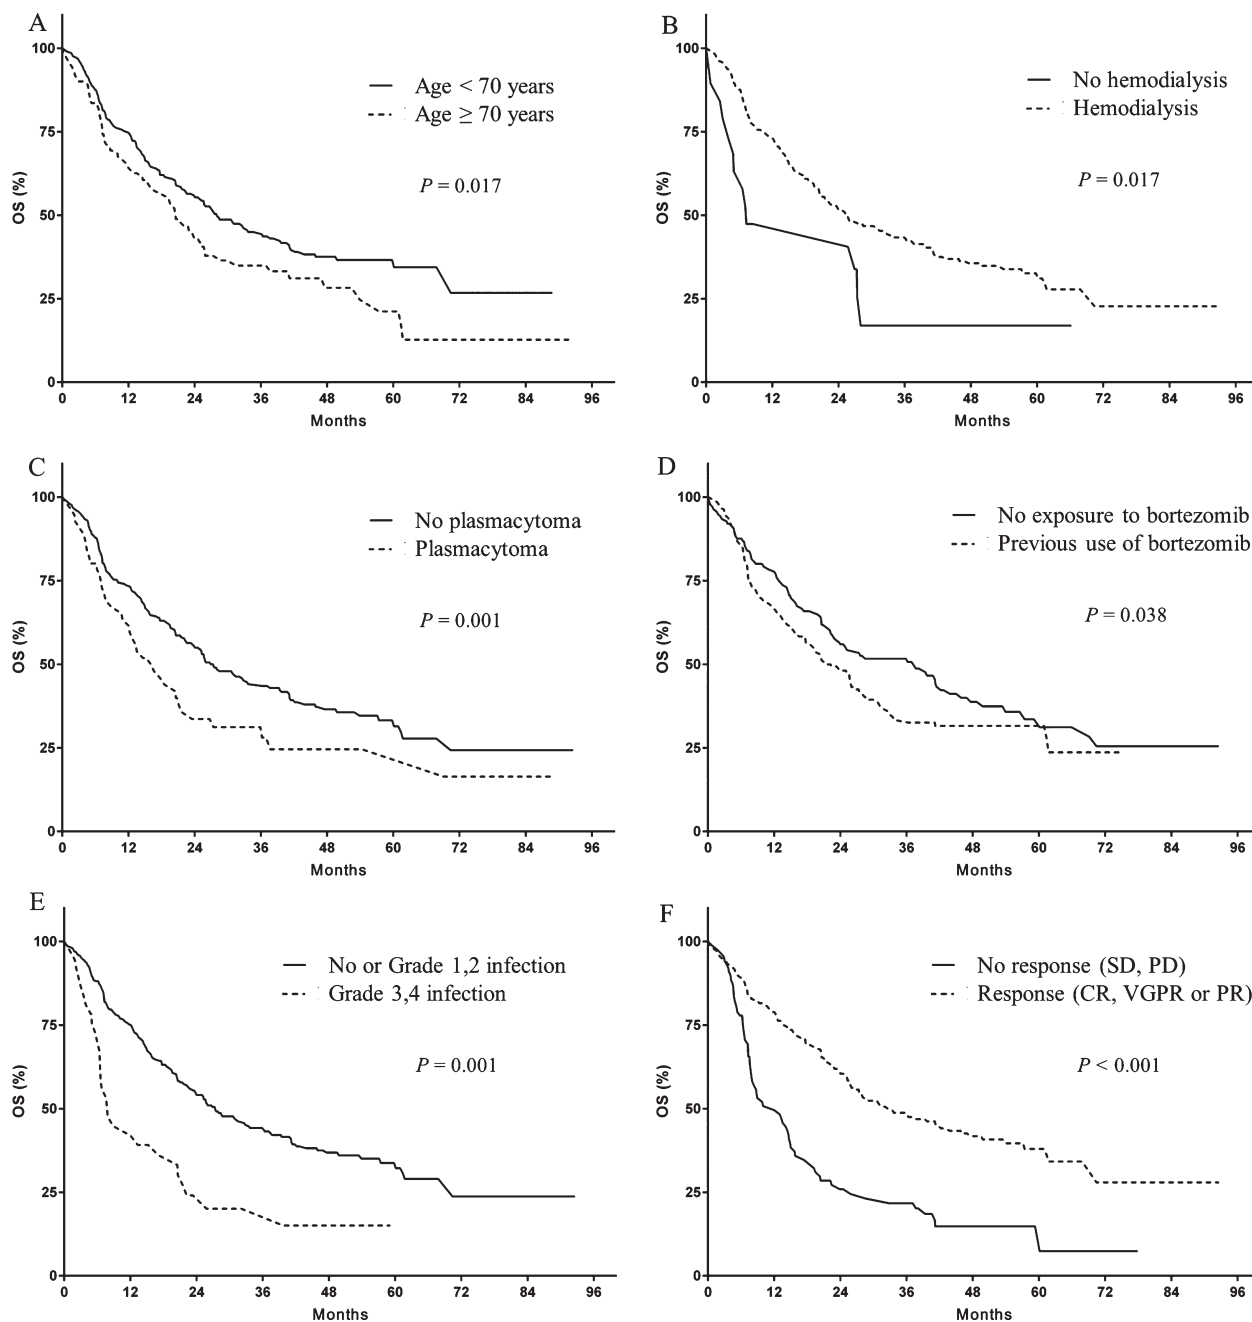 A
100
75
50
25
0
OS (%)
Age < 70 years
Age ≥ 70 years
P = 0.017
0 12 24 36 48 60 72 84 96
Months
B
100
75
50
25
0
OS (%)
No hemodialysis
Hemodialysis
P = 0.017
0 12 24 36 48 60 72 84 96
Months
C
100
75
50
25
0
OS (%)
No plasmacytoma
Plasmacytoma
P = 0.001
0 12 24 36 48 60 72 84 96
Months
D
100
75
50
25
0
OS (%)
No exposure to bortezomib
Previous use of bortezomib
P = 0.038
0 12 24 36 48 60 72 84 96
Months
E
100
75
50
25
0
OS (%)
No or Grade 1,2 infection
Grade 3,4 infection
P = 0.001
0 12 24 36 48 60 72 84 96
Months
F
100
75
50
25
0
OS (%)
No response (SD, PD)
Response (CR, VGPR or PR)
P < 0.001
0 12 24 36 48 60 72 84 96
Months